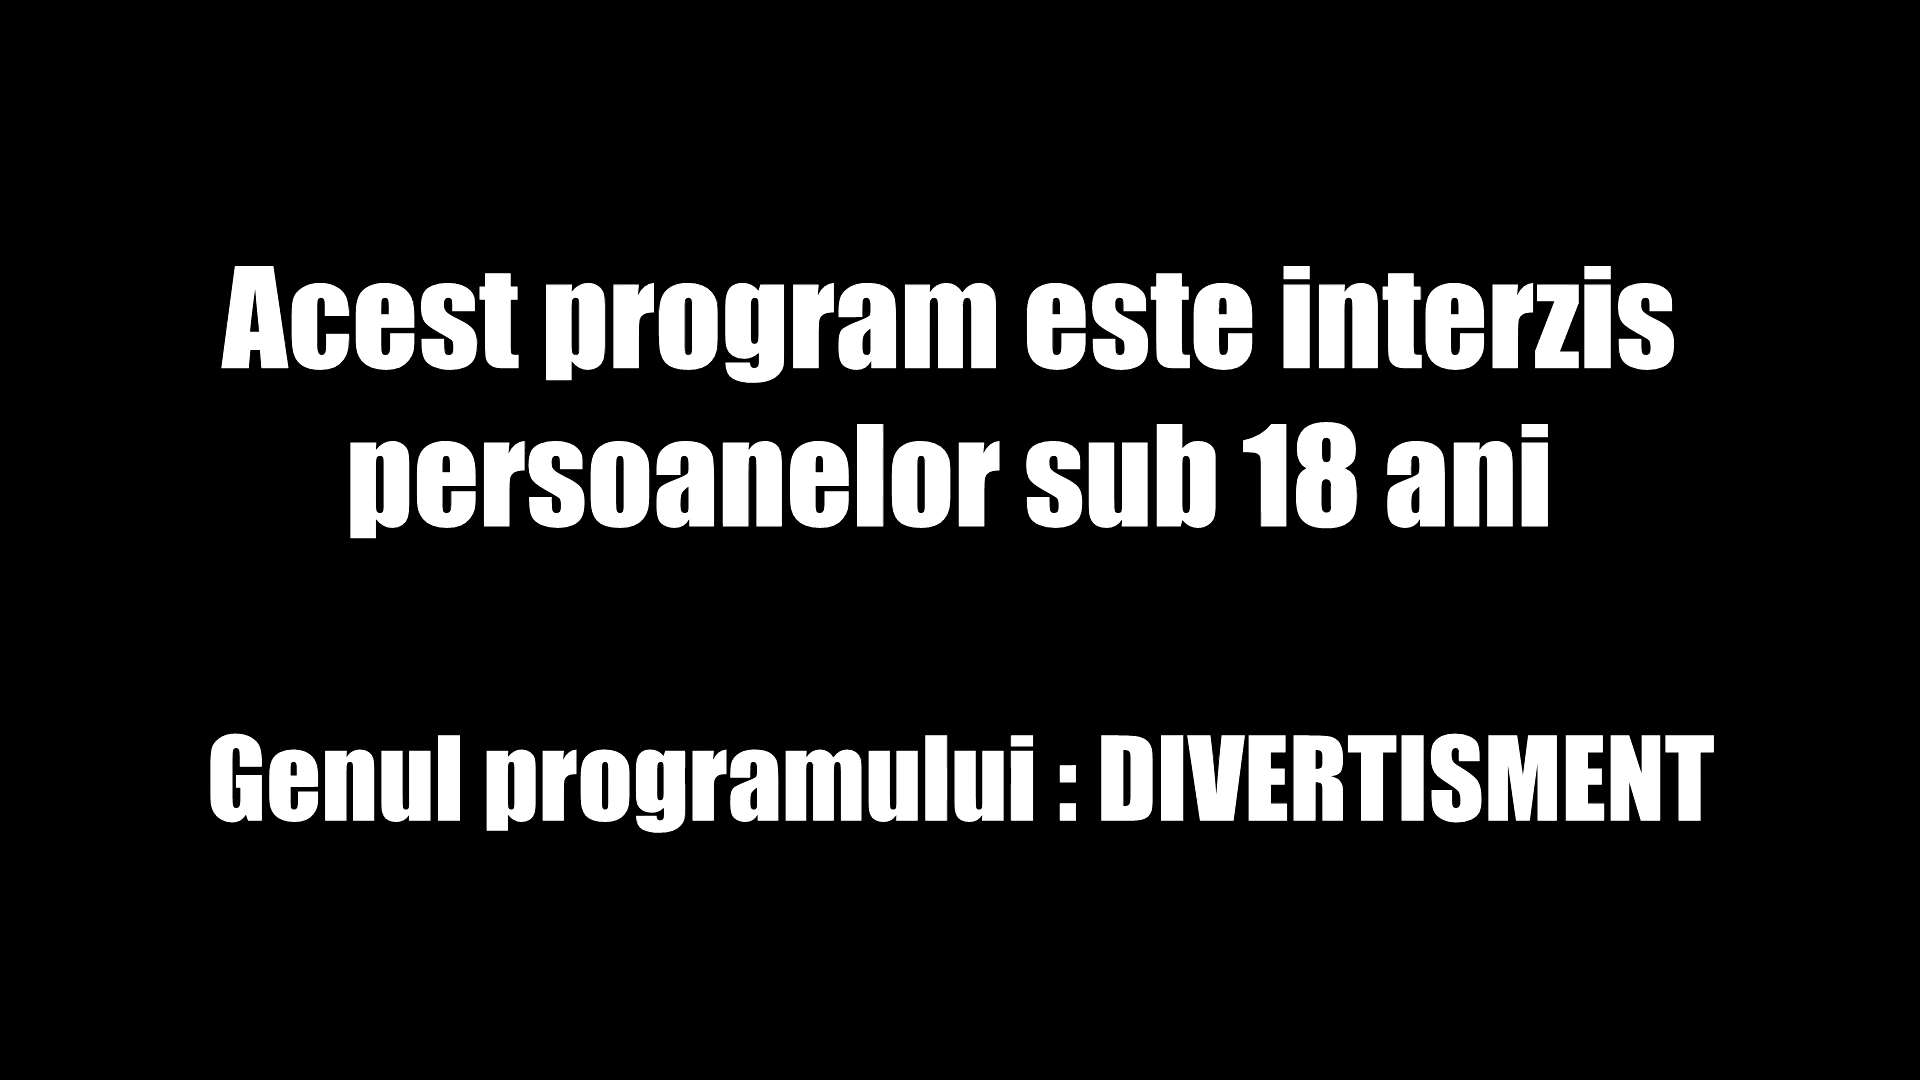 Acest program este interzis
persoanelor sub 18 ani
Genul programului : DIVERTISMENT